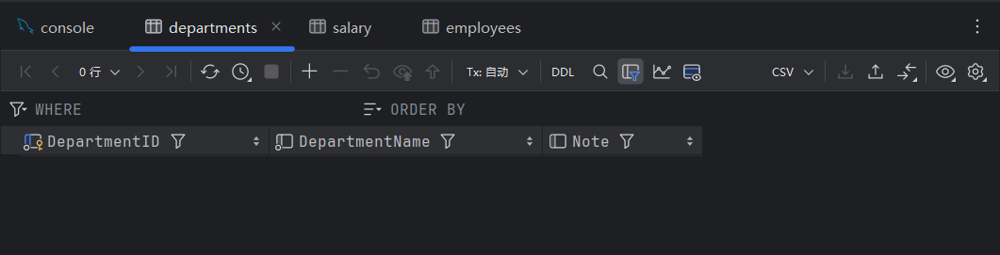 console departments salary employees
0 行 Tx: 自动 DDL CSV
WHERE ORDER BY
DepartmentID DepartmentName Note